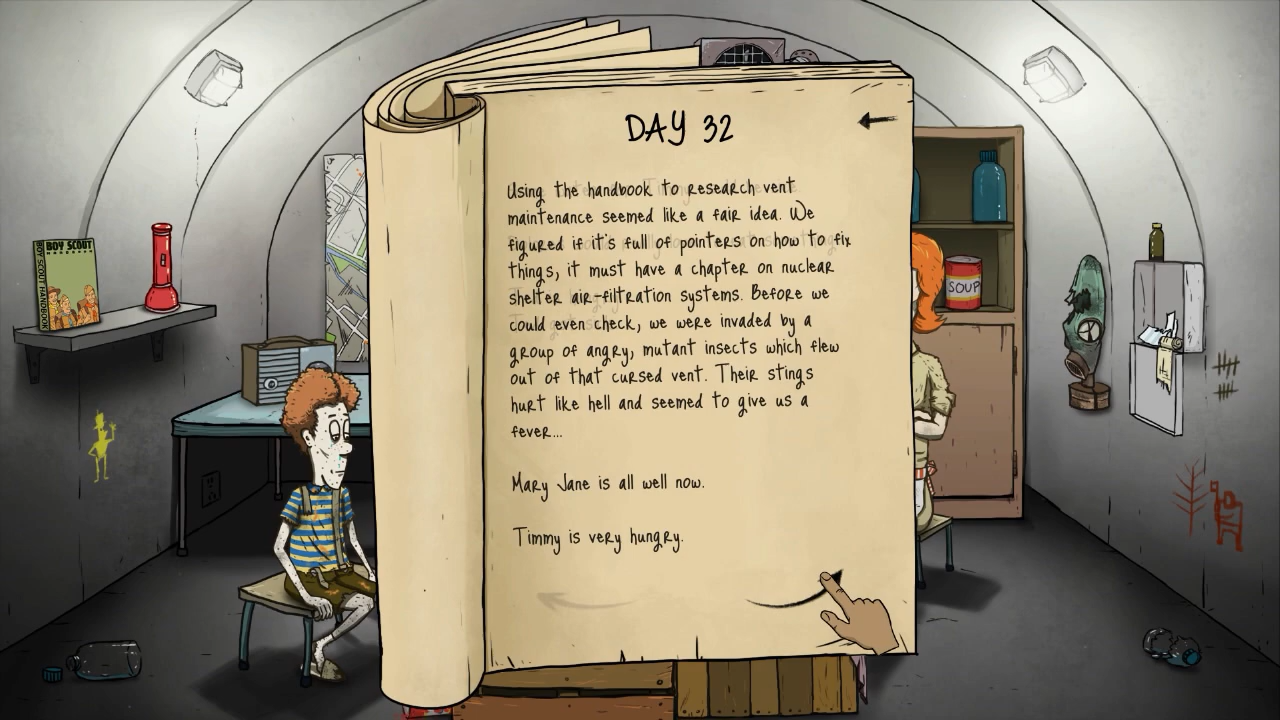 DAY 32
Using the handbook to research vent
maintenance seemed like a fair idea. We
figured if it's full of pointers on how to fix
things, it must have a chapter on nuclear
shelter air-filtration systems. Before we
could even check, we were invaded by a
group of angry, mutant insects which flew
out of that cursed vent. Their stings
hurt like hell and seemed to give us a
fever...
Mary Jane is all well now.
Timmy is very hungry.
BOY SCOUT
BOY SCOUT HANDBOOK
SOUP